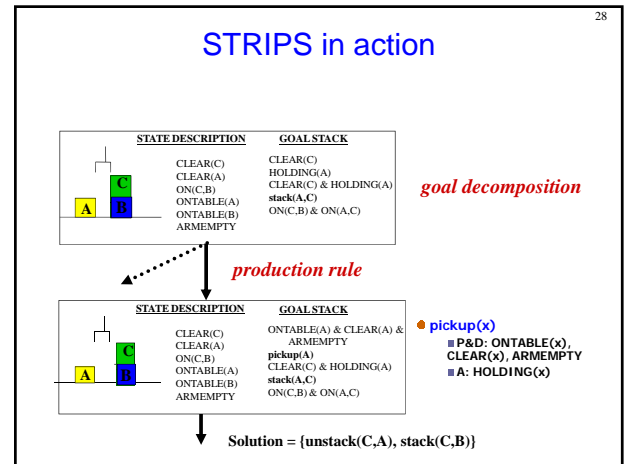 28
STRIPS in action
STATE DESCRIPTION
GOAL STACK
CLEAR(C)
CLEAR(A)
ON(C,B)
ONTABLE(A)
ONTABLE(B)
ARMEMPTY
CLEAR(C)
HOLDING(A)
CLEAR(C) & HOLDING(A)
stack(A,C)
ON(C,B) & ON(A,C)
C
A
B
goal decomposition
production rule
STATE DESCRIPTION
GOAL STACK
CLEAR(C)
CLEAR(A)
ON(C,B)
ONTABLE(A)
ONTABLE(B)
ARMEMPTY
ONTABLE(A) & CLEAR(A) &
ARMEMPTY
pickup(A)
CLEAR(C) & HOLDING(A)
stack(A,C)
ON(C,B) & ON(A,C)
C
A
B
pickup(x)
P&D: ONTABLE(x),
CLEAR(x), ARMEMPTY
A: HOLDING(x)
Solution = {unstack(C,A), stack(C,B)}